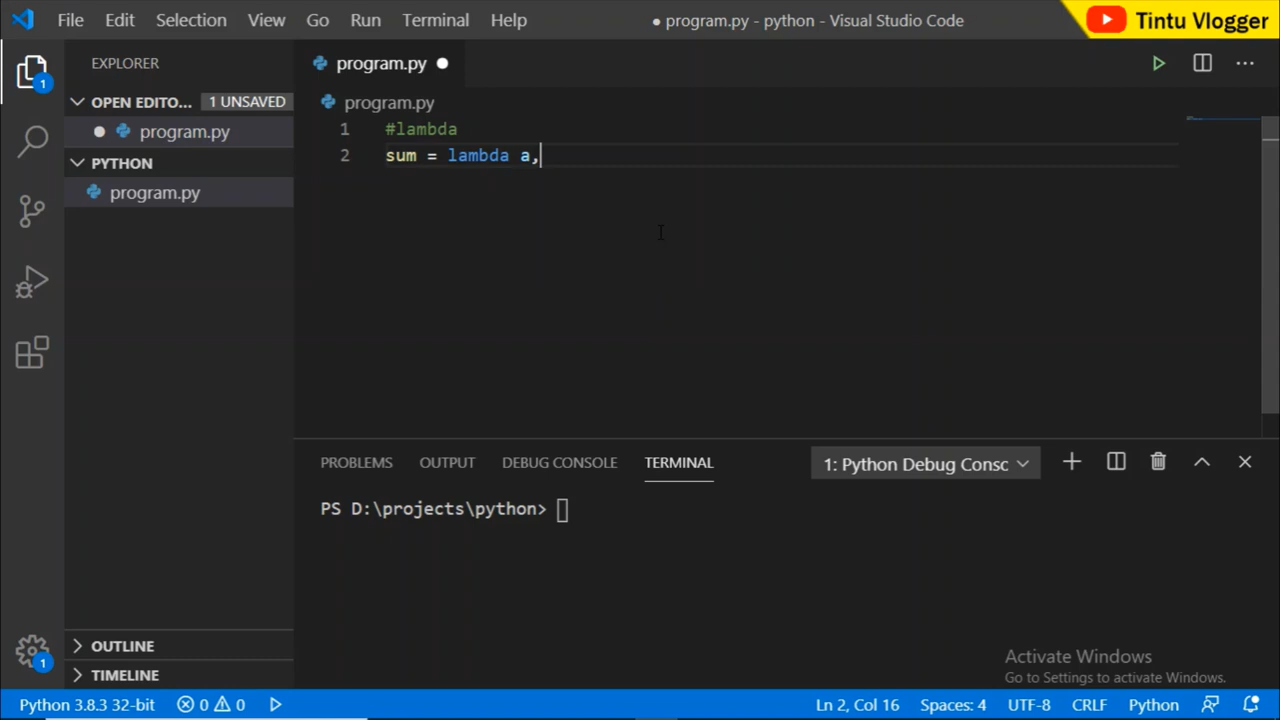 File Edit Selection View Go Run Terminal Help
● program.py - python - Visual Studio Code
Tintu Vlogger
EXPLORER
OPEN EDITO... 1 UNSAVED
program.py
PYTHON
program.py
program.py
program.py
1 #lambda
2 sum = lambda a,
PROBLEMS OUTPUT DEBUG CONSOLE TERMINAL
1: Python Debug Consc
PS D:\projects\python>
OUTLINE
TIMELINE
1
1
Activate Windows
Go to Settings to activate Windows.
Python 3.8.3 32-bit 0 0 Ln 2, Col 16 Spaces: 4 UTF-8 CRLF Python